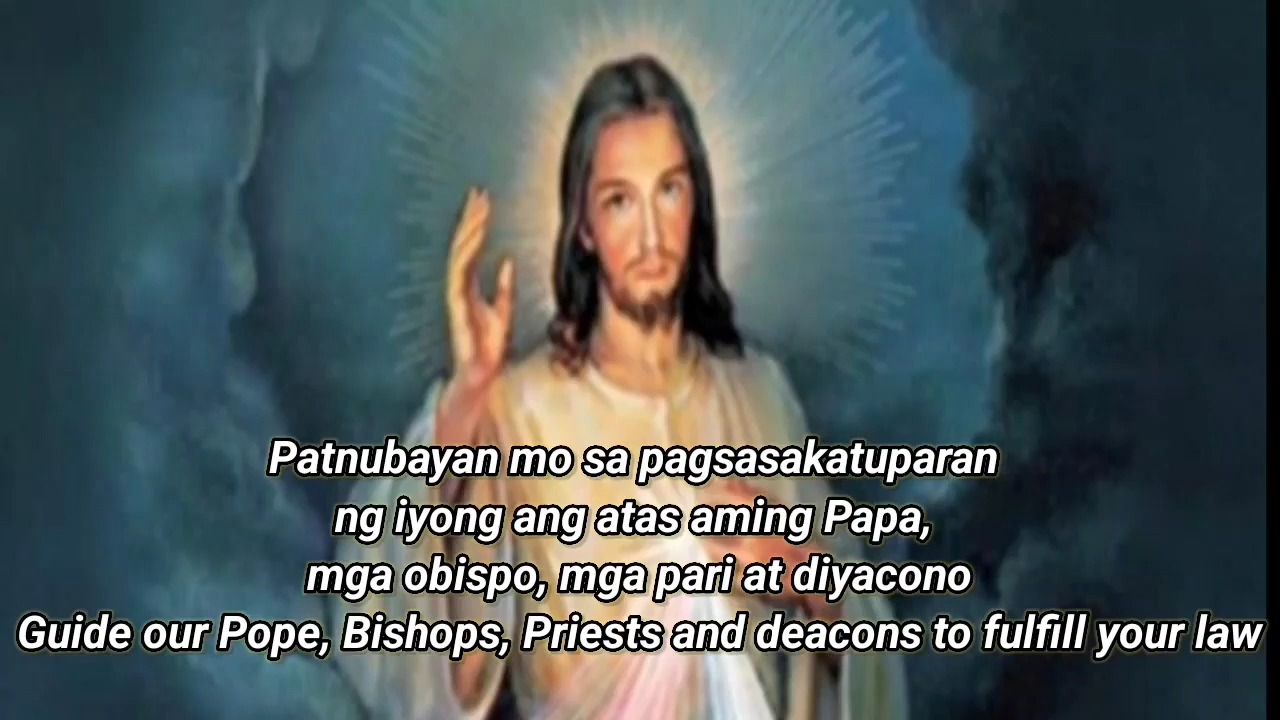 Patnubayan mo sa pagsasakatuparan
ng iyong ang atas aming Papa,
mga obispo, mga pari at diyacono
Guide our Pope, Bishops, Priests and deacons to fulfill your law